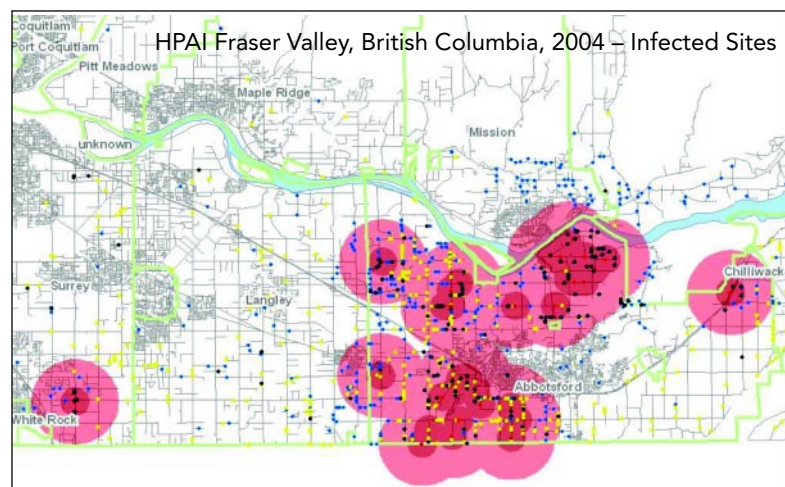 HPAI Fraser Valley, British Columbia, 2004 – Infected Sites
Coquitlam
Port Coquitlam
Pitt Meadows
Maple Ridge
Mission
unknown
Surrey
Langley
Chilliwack
Abbotsford
White Rock